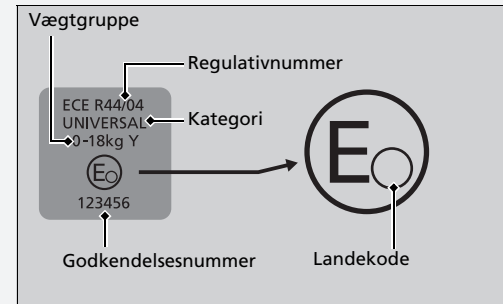 Vægtgruppe
Regulativnummer
ECE R44/04
UNIVERSAL
Kategori
0-18kg Y
E
E
123456
Godkendelsesnummer
Landekode